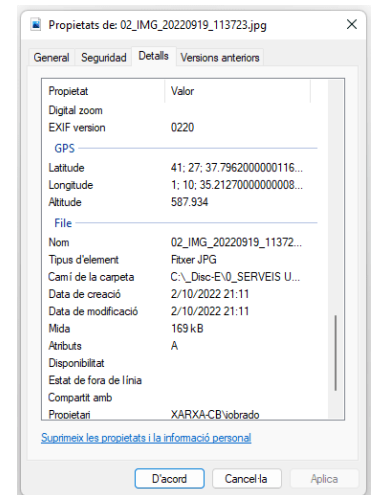 Propietats de: 02_IMG_20220919_113723.jpg
General Seguridad Detalls Versions anteriors
Propietat Valor
Digital zoom
EXIF version 0220
GPS
Latitude 41; 27; 37.7962000000116...
Longitude 1; 10; 35.21270000000008...
Altitude 587.934
File
Nom 02_IMG_20220919_11372...
Tipus d'element Fitxer JPG
Camí de la carpeta C:\_Disc-E\0_SERVEIS U...
Data de creació 2/10/2022 21:11
Data de modificació 2/10/2022 21:11
Mida 169 kB
Atributs A
Disponibilitat
Estat de fora de línia
Compartit amb
Propietari XARXA-CB\iobrado
Suprimeix les propietats i la informació personal
D'acord Cancel·la Aplica